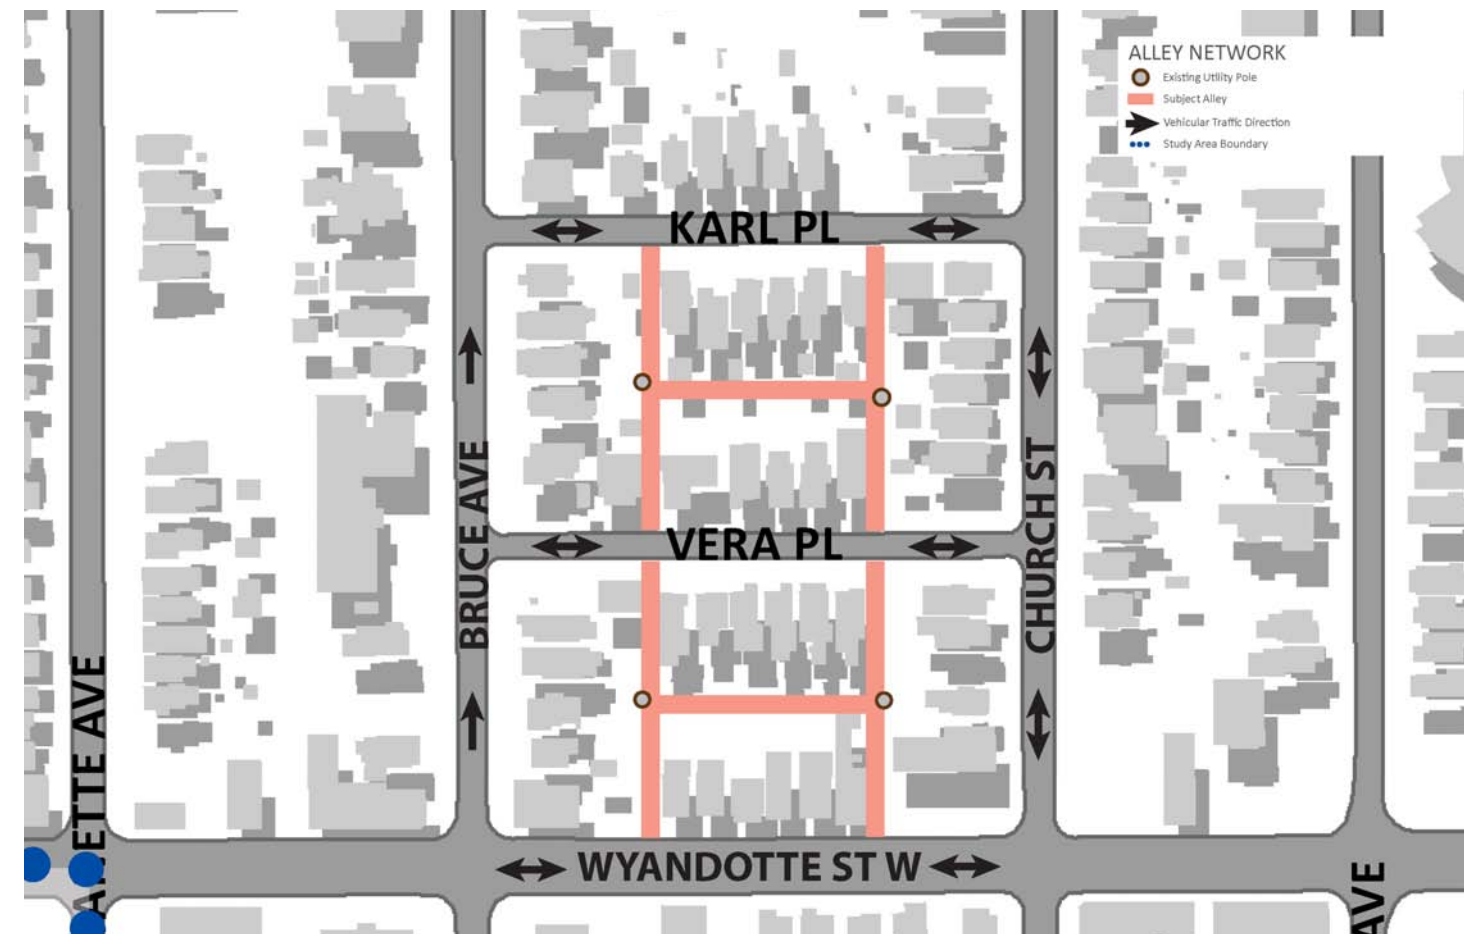 ALLEY NETWORK
Existing Utility Pole
Subject Alley
Vehicular Traffic Direction
Study Area Boundary
KARL PL
VERA PL
BRUCE AVE
CHURCH ST
ETTE AVE
WYANDOTTE ST W
AVE